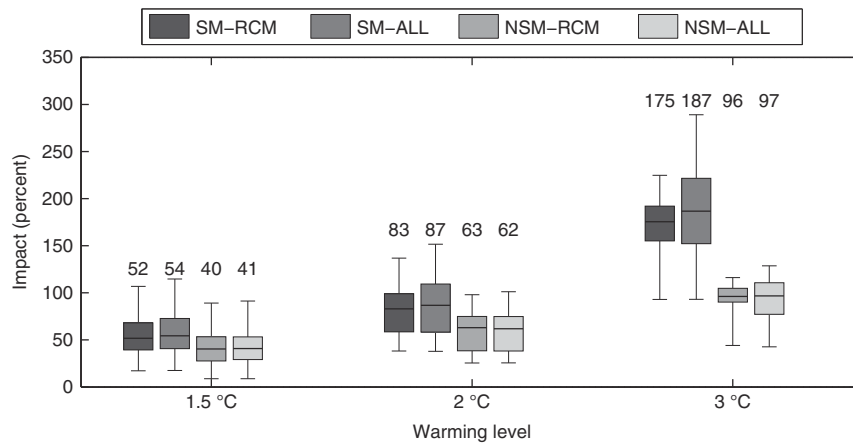 SM–RCM SM–ALL NSM–RCM NSM–ALL
350
300
250
200
150
100
50
0
Impact (percent)
52 54 40 41
83 87 63 62
175 187 96 97
1.5 °C 2 °C 3 °C
Warming level